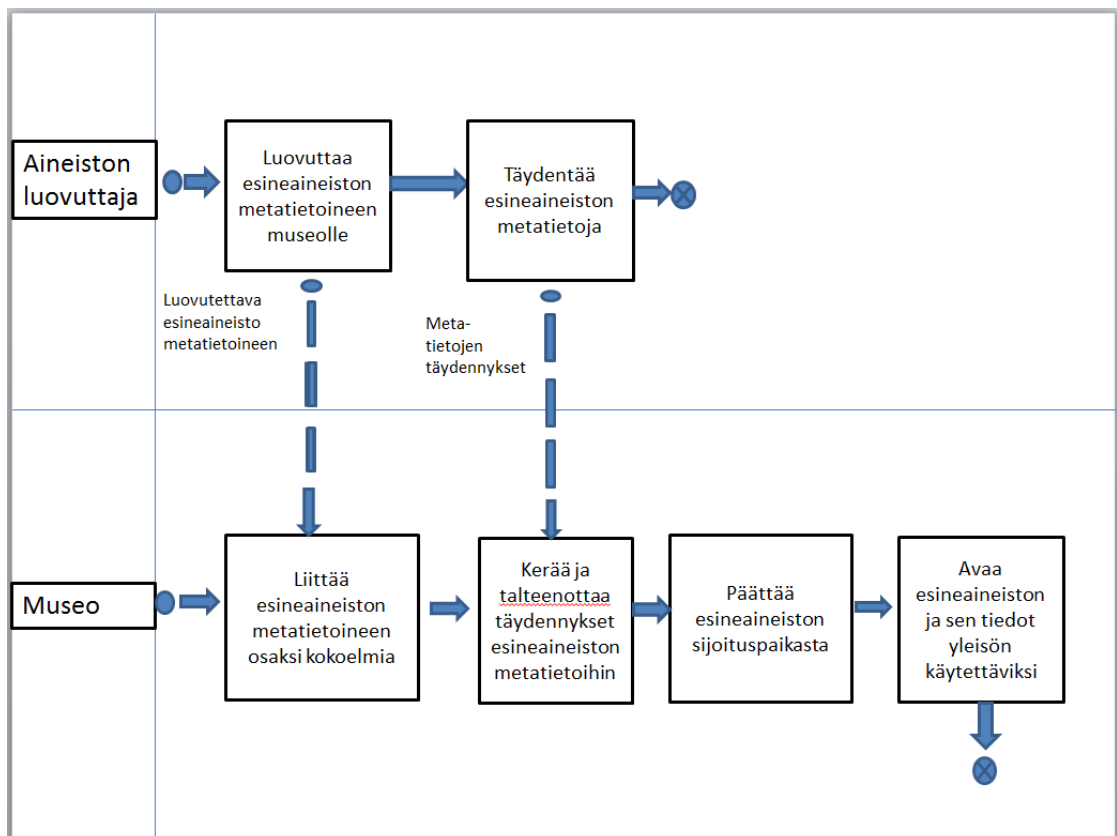 Aineiston
luovuttaja
Luovuttaa
esineaineiston
metatietoineen
museolle
Täydentää
esineaineiston
metatietoja
Luovutettava
esineaineisto
metatietoineen
Meta-
tietojen
täydennykset
Museo
Liittää
esineaineiston
metatietoineen
osaksi kokoelmia
Kerää ja
talteenottaa
täydennykset
esineaineiston
metatietoihin
Päättää
esineaineiston
sijoituspaikasta
Avaa
esineaineiston
ja sen tiedot
yleisön
käytettäviksi